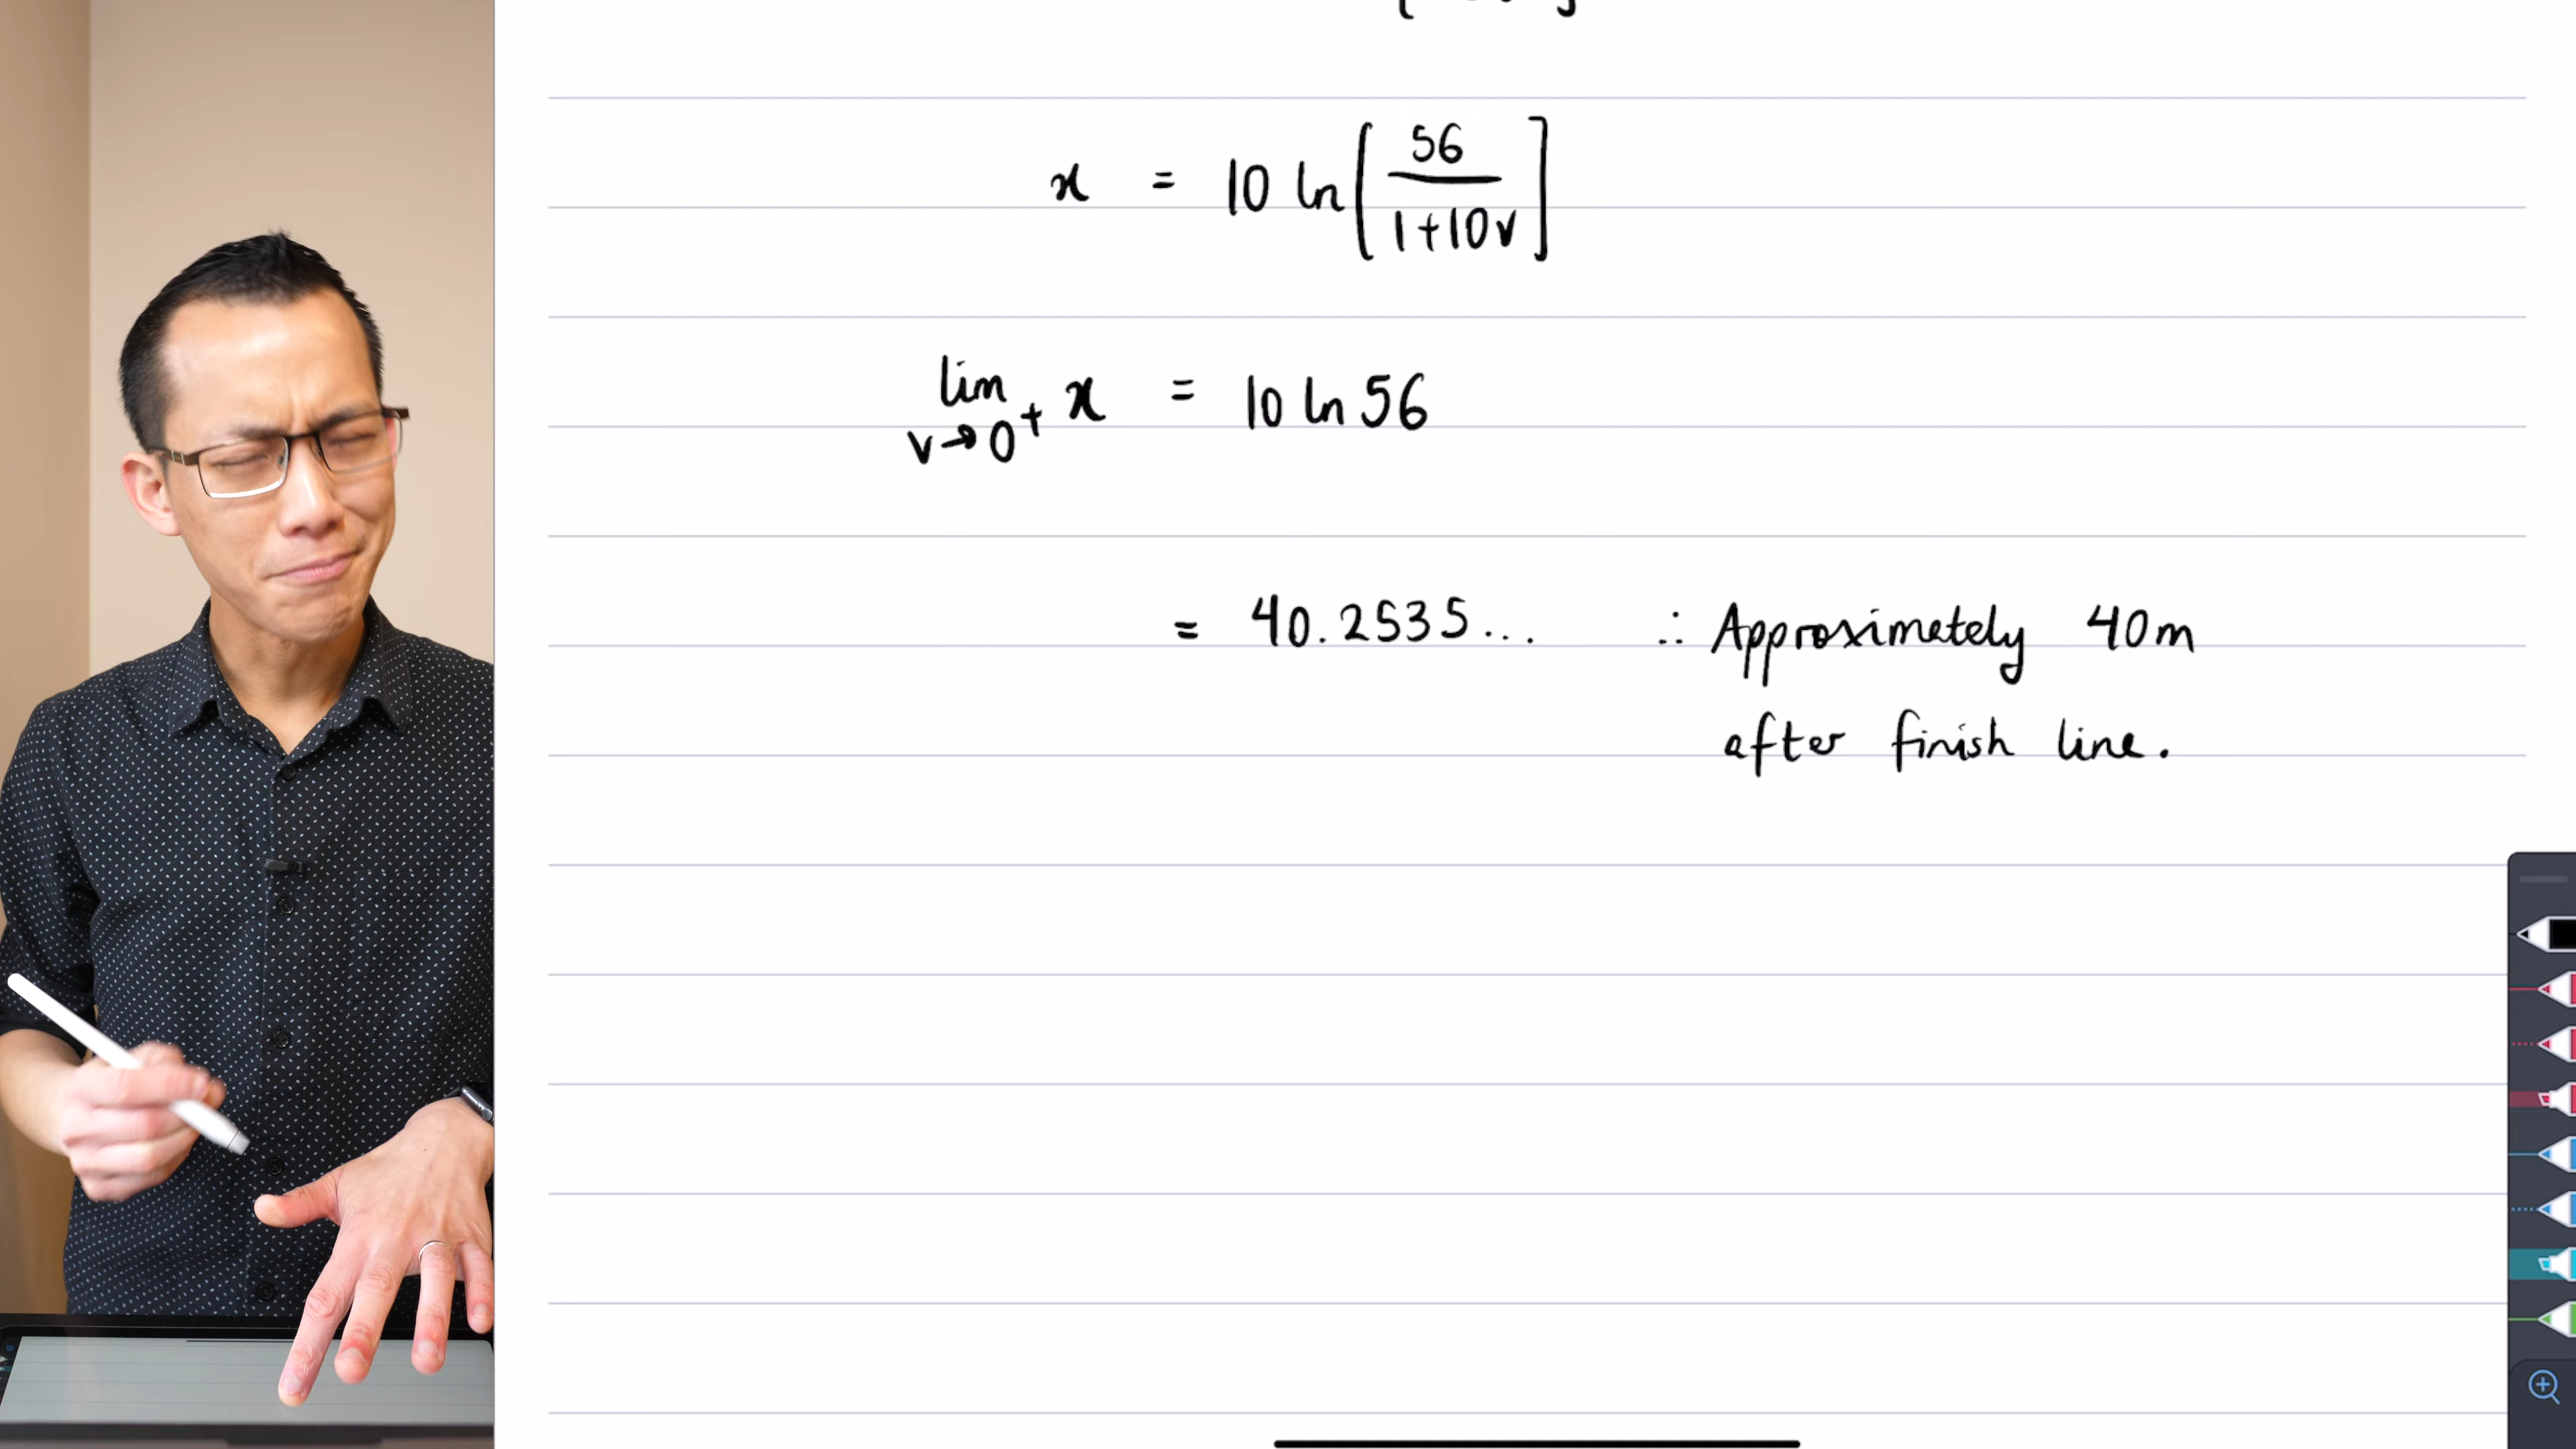 x = 10 ln[56/(1+10v)]
lim v→0⁺ x = 10 ln 56
= 40.2535... ∴ Approximately 40m
after finish line.